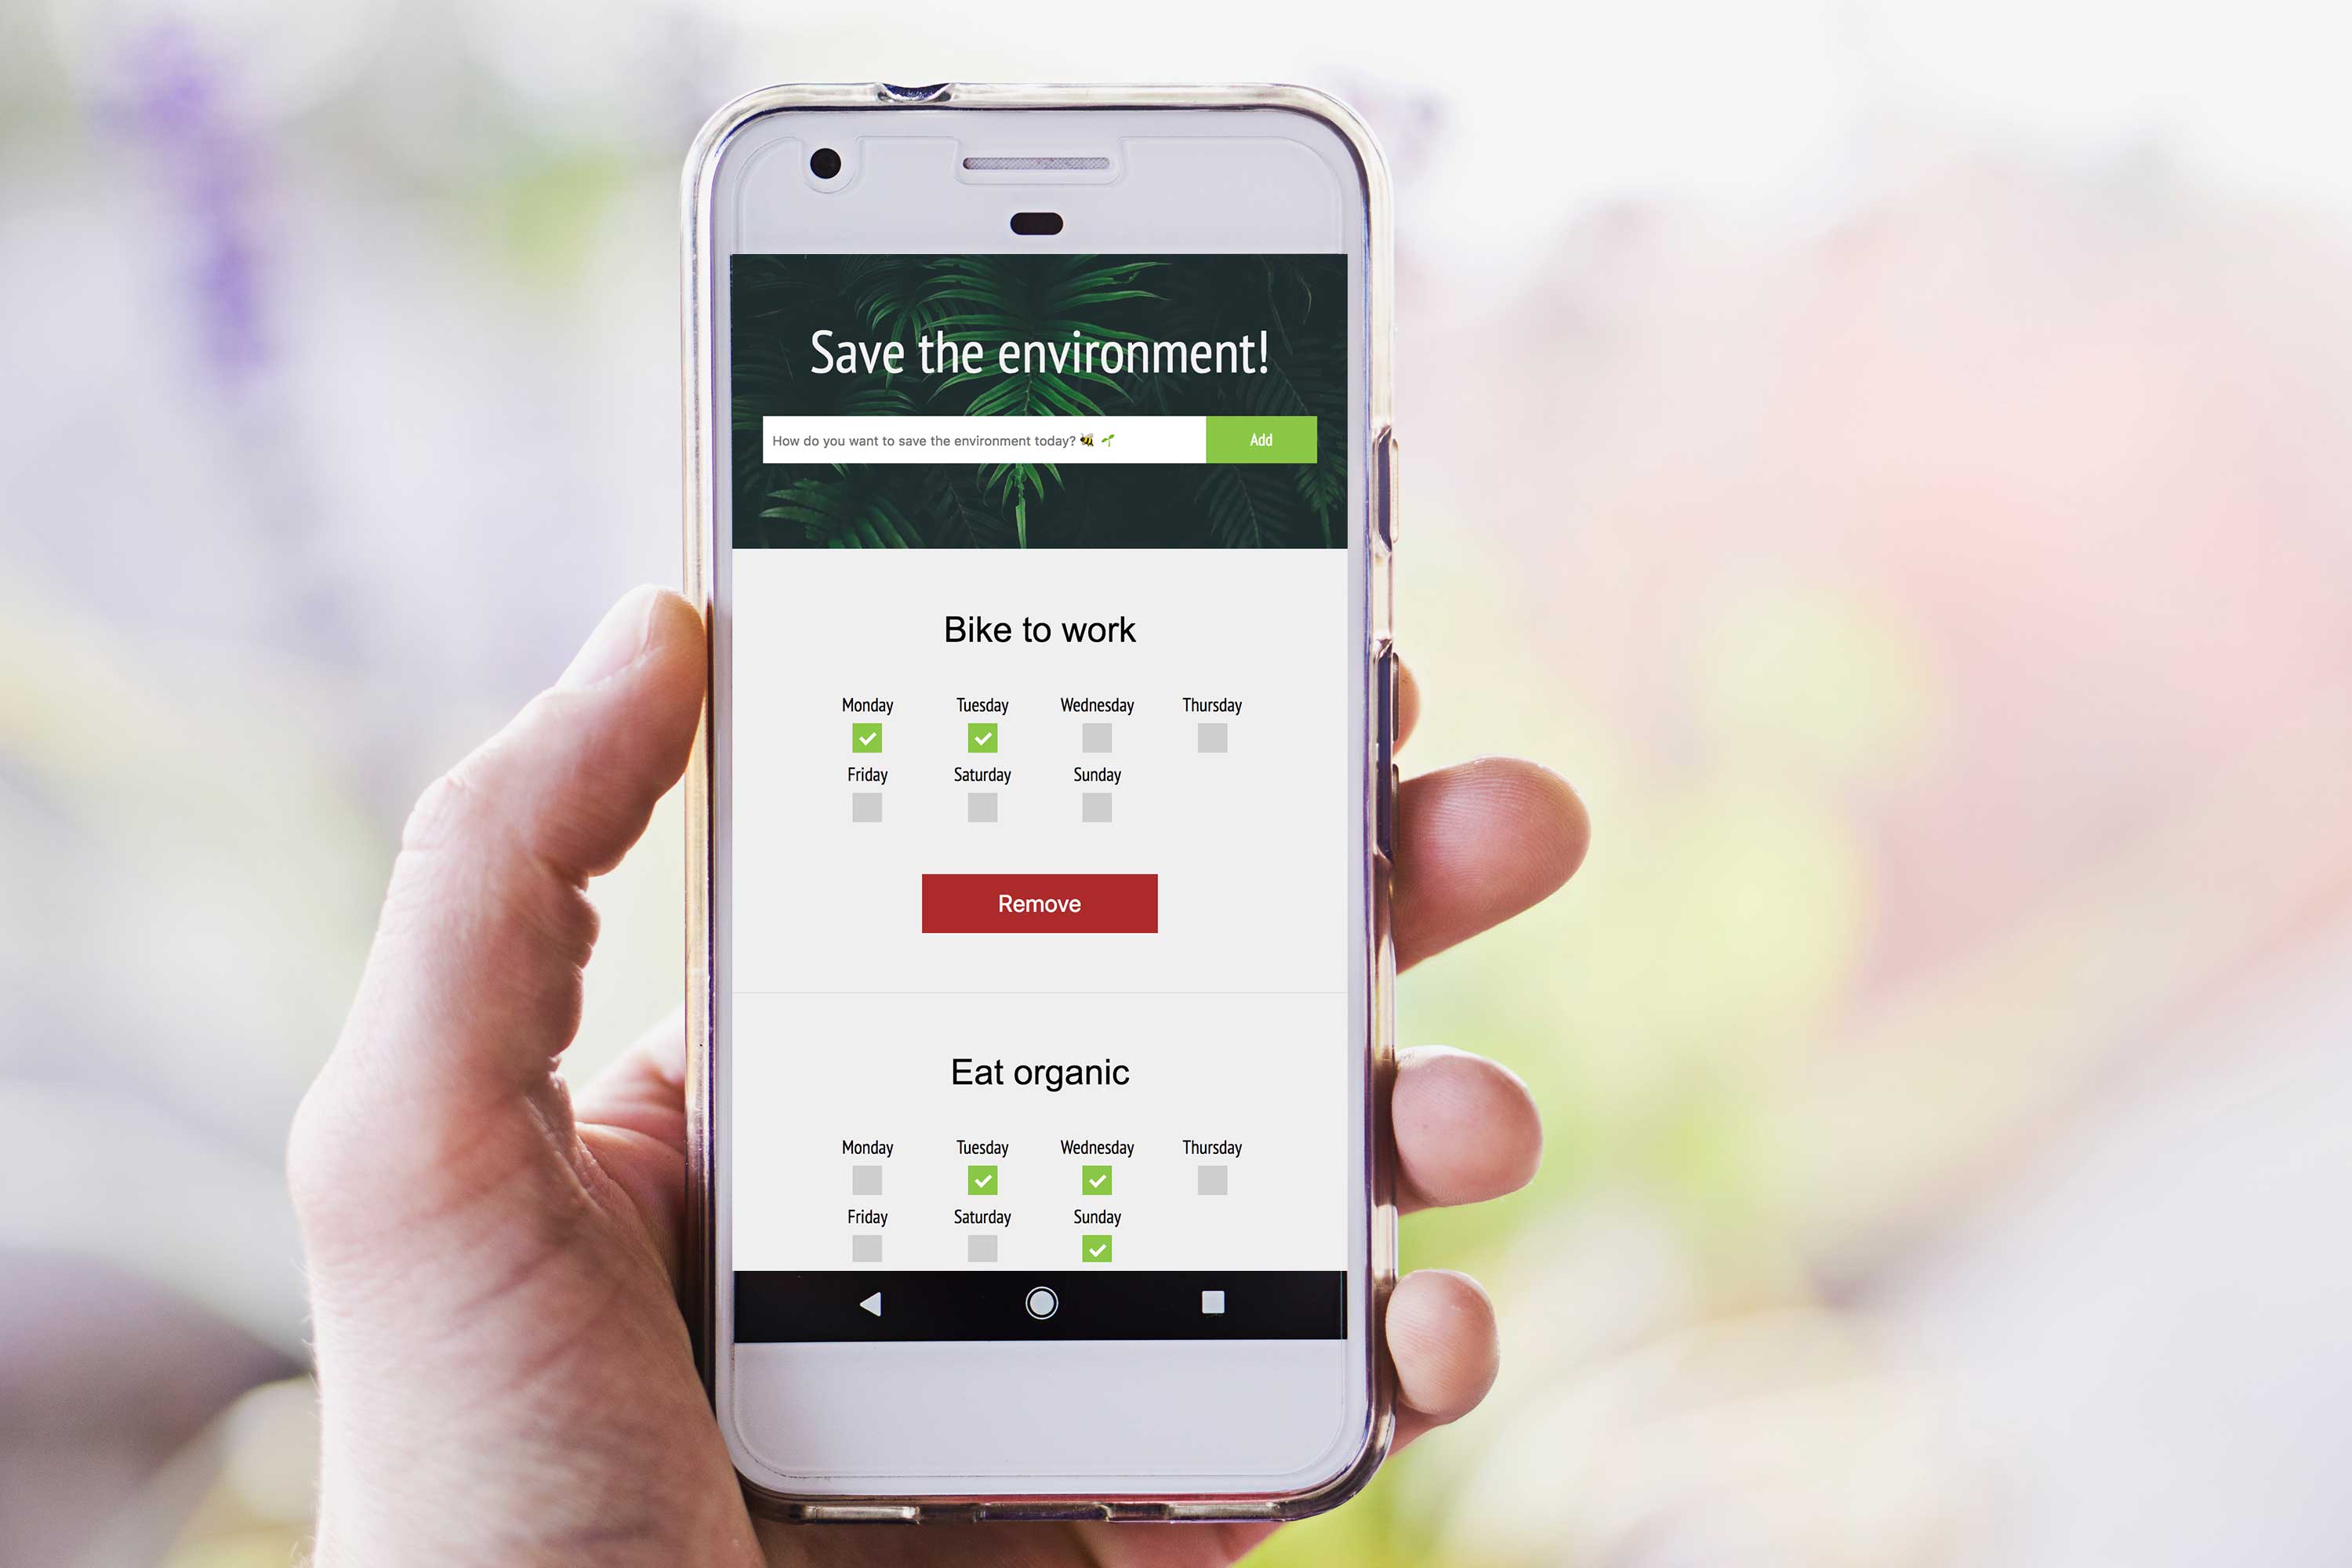 Save the environment!
How do you want to save the environment today? 🐝 🌱
Add
Bike to work
Monday Tuesday Wednesday Thursday
Friday Saturday Sunday
Remove
Eat organic
Monday Tuesday Wednesday Thursday
Friday Saturday Sunday